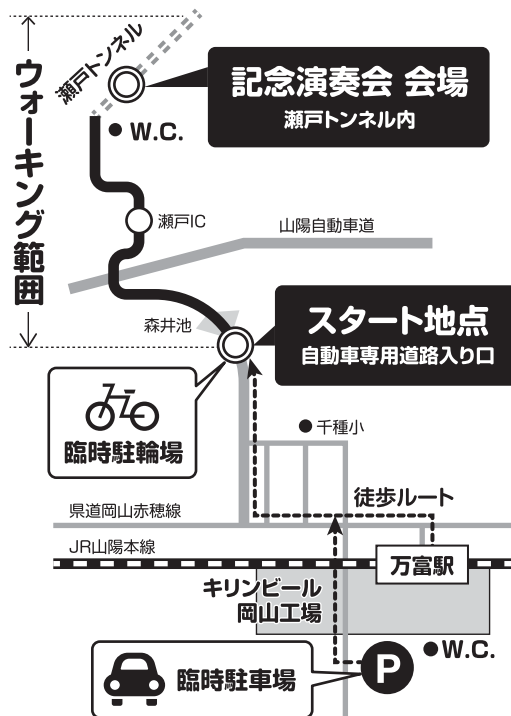 瀬戸トンネル
記念演奏会 会場
瀬戸トンネル内
W.C.
ウォーキング範囲
瀬戸IC
山陽自動車道
森井池
スタート地点
自動車専用道路入り口
臨時駐輪場
千種小
徒歩ルート
県道岡山赤穂線
JR山陽本線
万富駅
キリンビール
岡山工場
W.C.
P
臨時駐車場